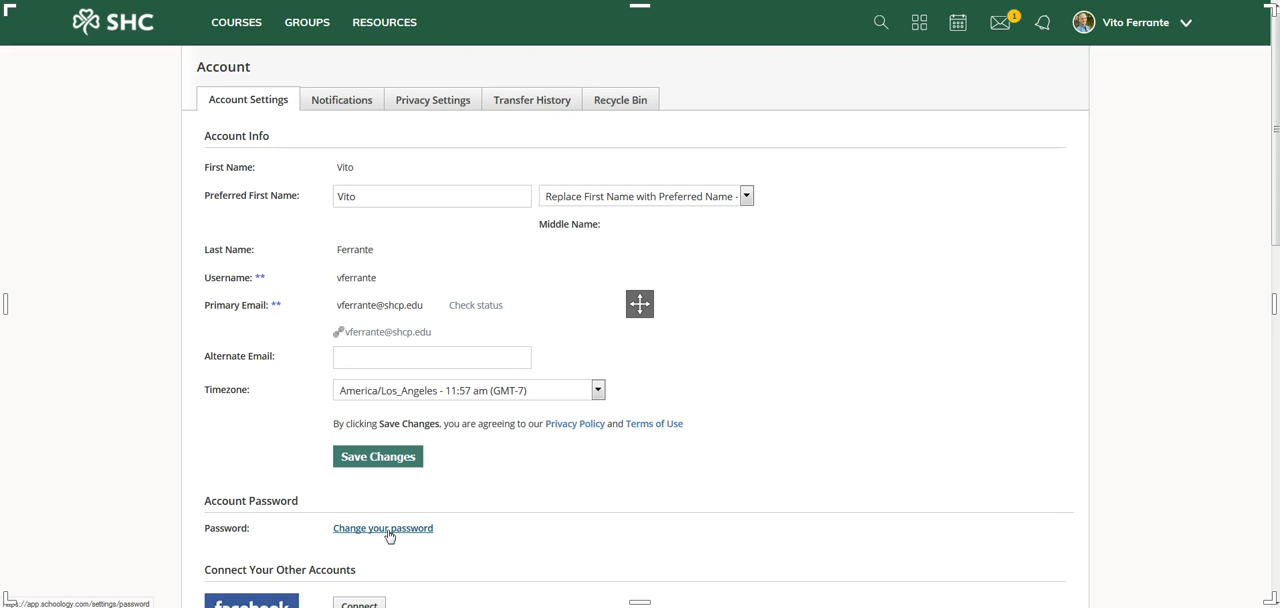 SHC
COURSES GROUPS RESOURCES 1 Vito Ferrante
Account
Account Settings Notifications Privacy Settings Transfer History Recycle Bin
Account Info
First Name: Vito
Preferred First Name: Vito Replace First Name with Preferred Name -
Middle Name:
Last Name: Ferrante
Username: ** vferrante
Primary Email: ** vferrante@shcp.edu Check status
vferrante@shcp.edu
Alternate Email:
Timezone: America/Los_Angeles - 11:57 am (GMT-7)
By clicking Save Changes, you are agreeing to our Privacy Policy and Terms of Use
Save Changes
Account Password
Password: Change your password
Connect Your Other Accounts
facebook Connect
://app.schoology.com/settings/password